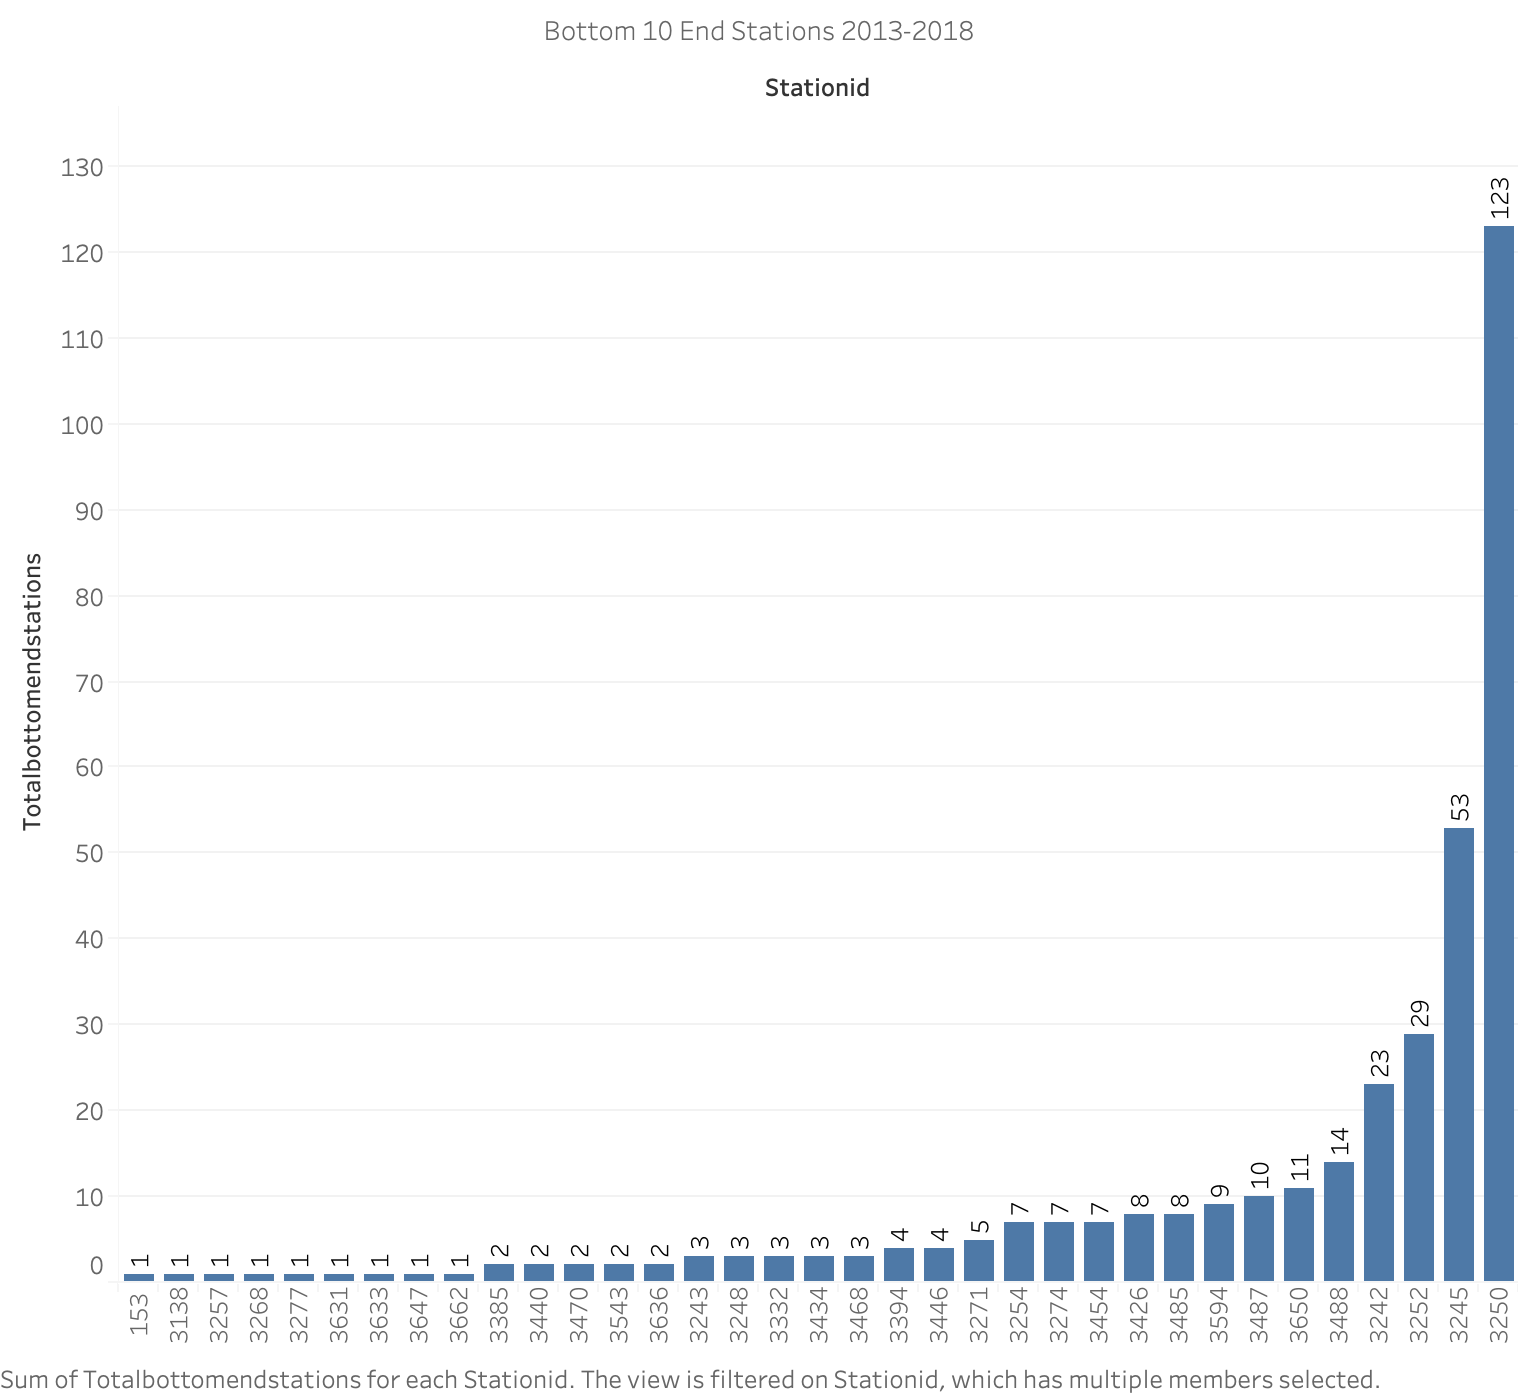 Bottom 10 End Stations 2013-2018
Stationid
130
120
110
100
90
80
70
60
50
40
30
20
10
0
Totalbottomendstations
1 1 1 1 1 1 1 1 1 2 2 2 2 2 3 3 3 3 3 4 4 5 7 7 7 8 8 9 10 11 14 23 29 53 123
153 3138 3257 3268 3277 3631 3633 3647 3662 3385 3440 3470 3543 3636 3243 3248 3332 3434 3468 3394 3446 3271 3254 3274 3454 3426 3485 3594 3487 3650 3488 3242 3252 3245 3250
Sum of Totalbottomendstations for each Stationid. The view is filtered on Stationid, which has multiple members selected.